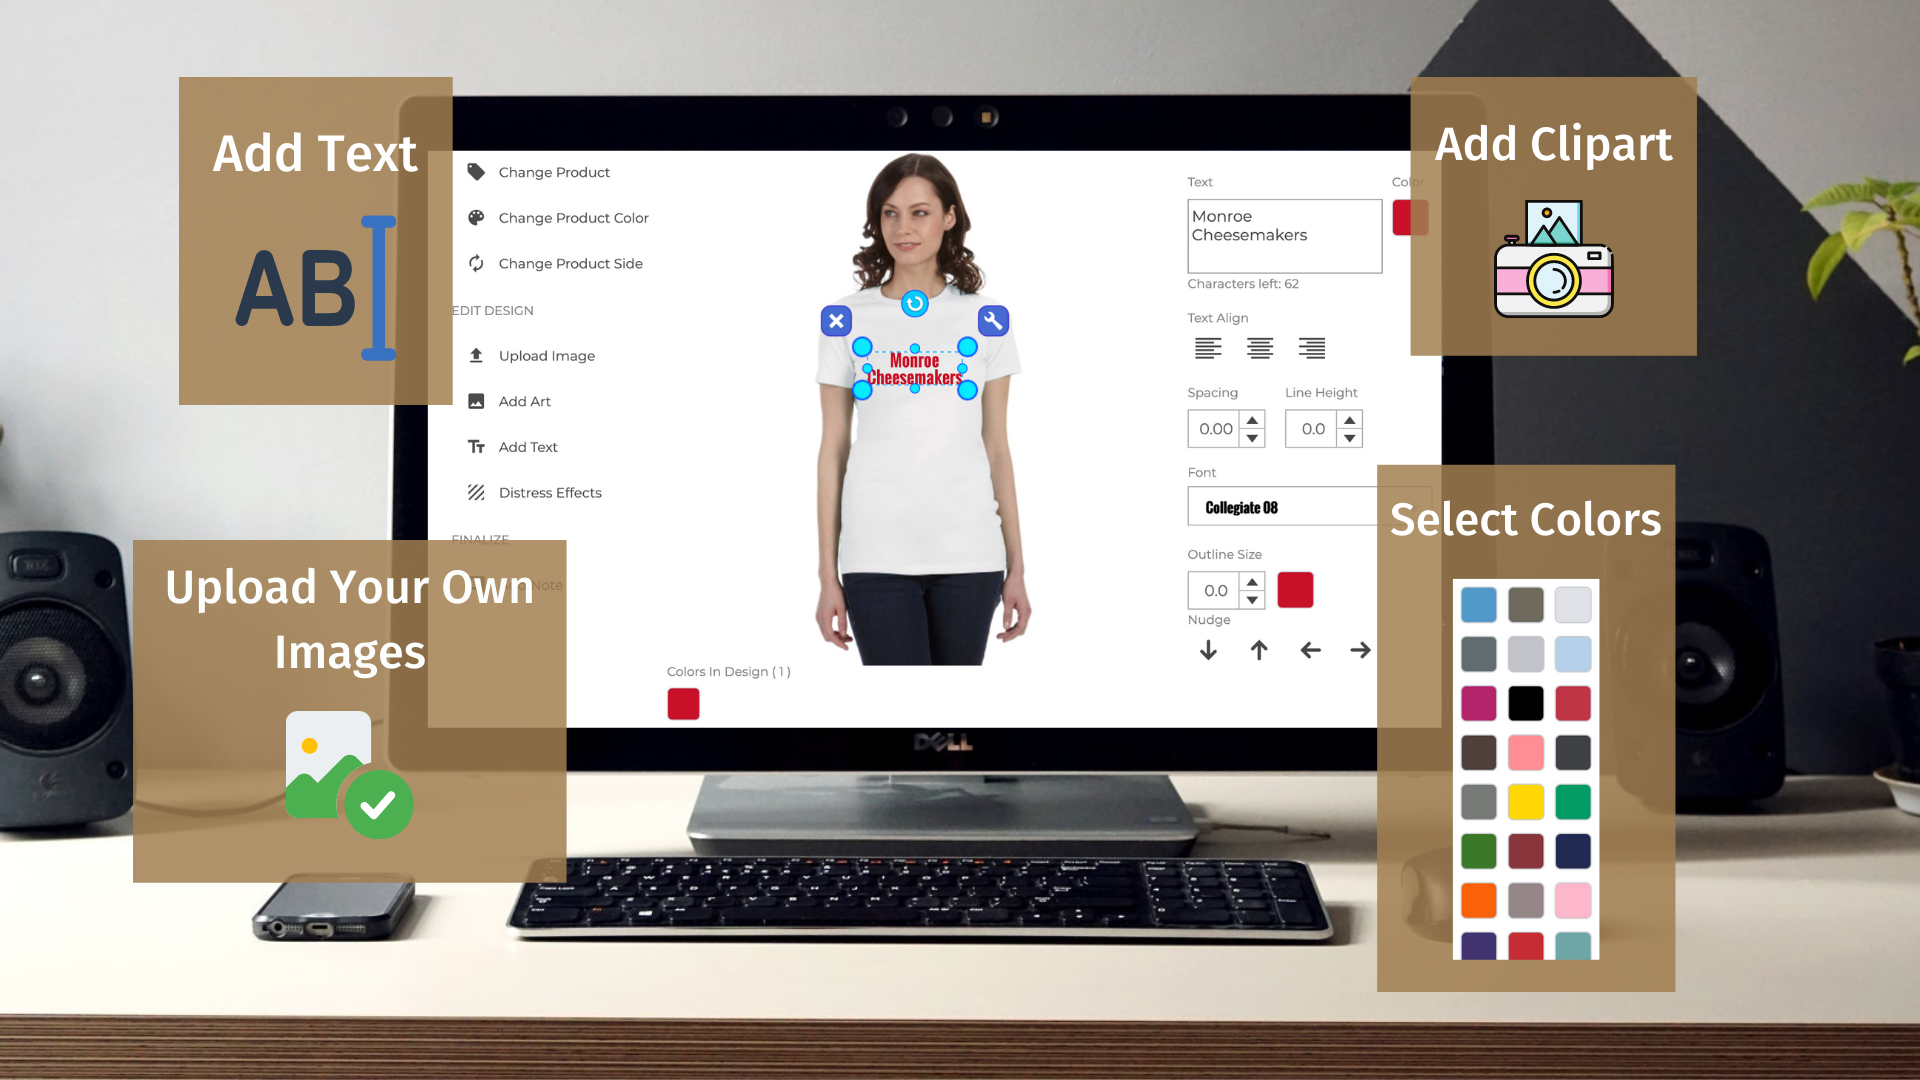 Add Text
AB
Add Clipart
Change Product
Change Product Color
Change Product Side
EDIT DESIGN
Upload Image
Add Art
Add Text
Distress Effects
FINALIZE
Note
Upload Your Own
Images
Monroe
Cheesemakers
Colors In Design (1)
DELL
Text
Color
Monroe
Cheesemakers
Characters left: 62
Text Align
Spacing
Line Height
0.00
0.0
Font
Collegiate 08
Outline Size
0.0
Nudge
Select Colors